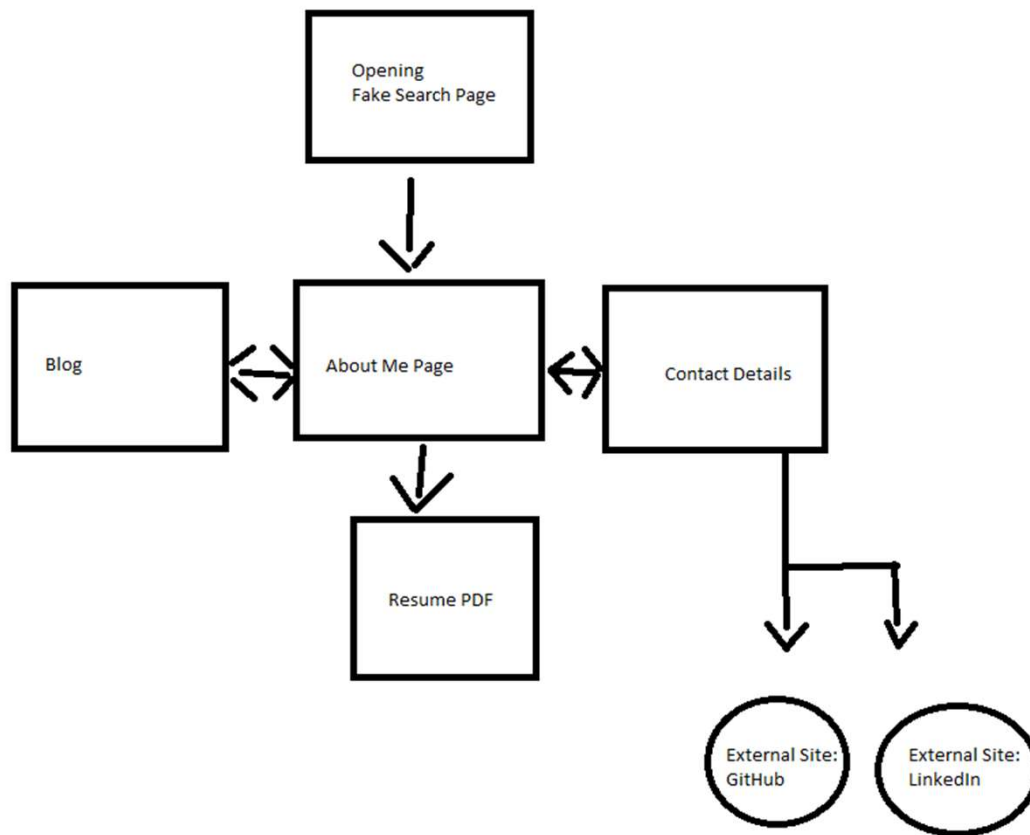 Opening
Fake Search Page
Blog
About Me Page
Contact Details
Resume PDF
External Site:
GitHub
External Site:
LinkedIn